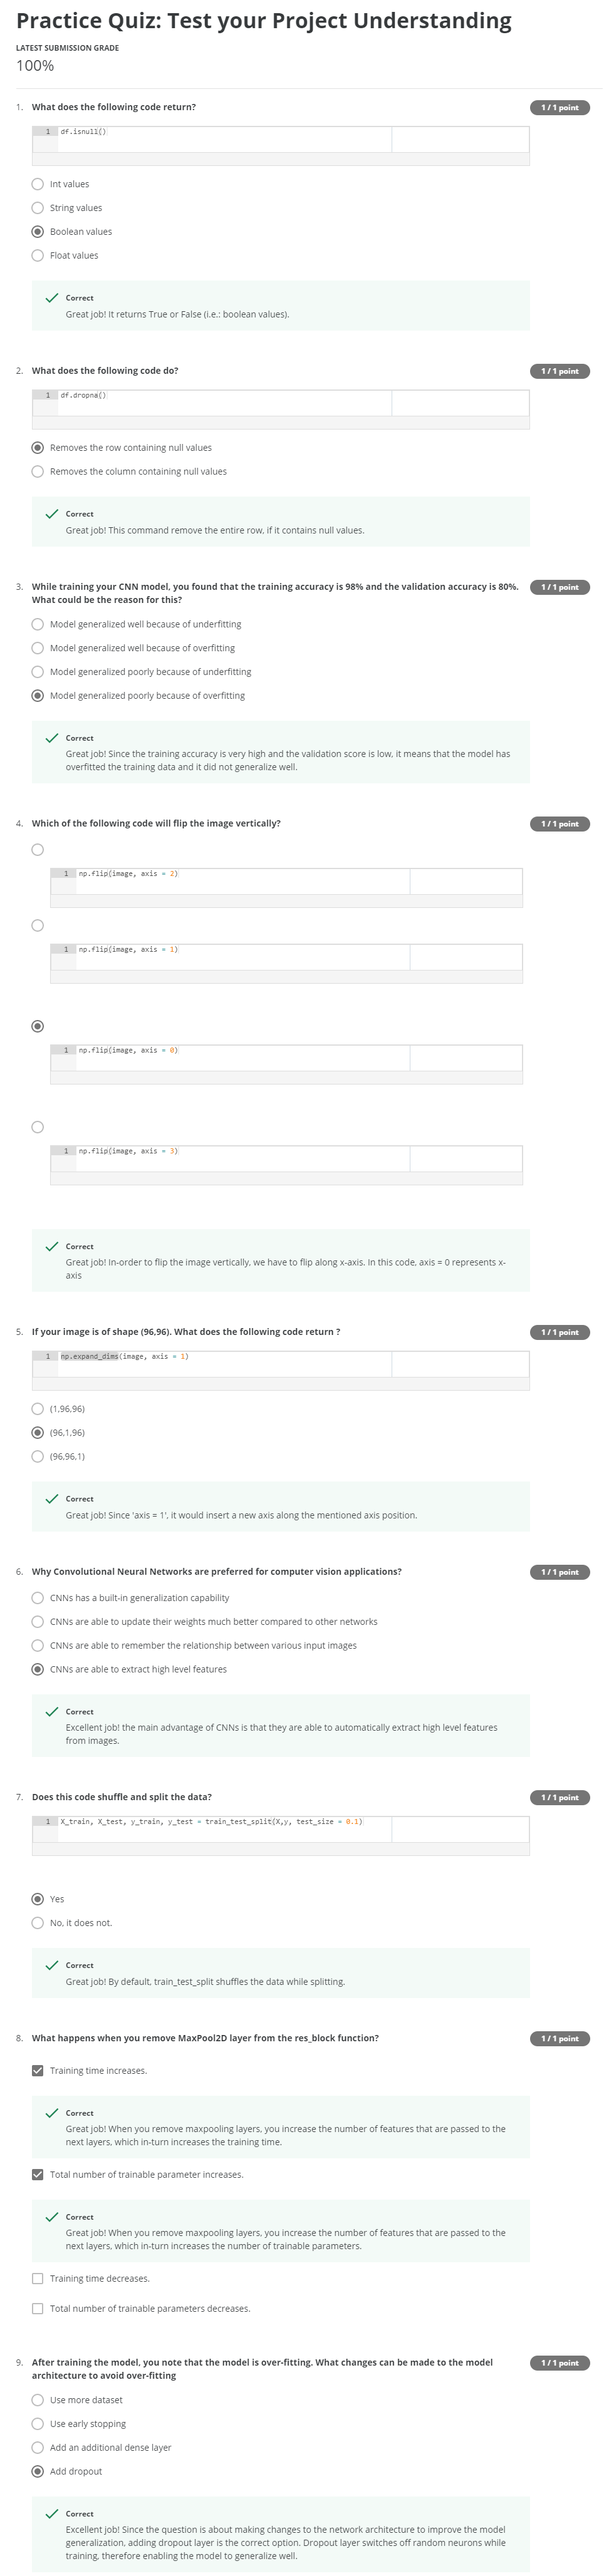 Practice Quiz: Test your Project Understanding
LATEST SUBMISSION GRADE
100%
1. What does the following code return?
1 / 1 point
1 df.isnull()
Int values
String values
Boolean values
Float values
Correct
Great job! It returns True or False (i.e.: boolean values).
2. What does the following code do?
1 / 1 point
1 df.dropna()
Removes the row containing null values
Removes the column containing null values
Correct
Great job! This command remove the entire row, if it contains null values.
3. While training your CNN model, you found that the training accuracy is 98% and the validation accuracy is 80%.
What could be the reason for this?
1 / 1 point
Model generalized well because of underfitting
Model generalized well because of overfitting
Model generalized poorly because of underfitting
Model generalized poorly because of overfitting
Correct
Great job! Since the training accuracy is very high and the validation score is low, it means that the model has
overfitted the training data and it did not generalize well.
4. Which of the following code will flip the image vertically?
1 / 1 point
1 np.flip(image, axis = 2)
1 np.flip(image, axis = 1)
1 np.flip(image, axis = 0)
1 np.flip(image, axis = 3)
Correct
Great job! In-order to flip the image vertically, we have to flip along x-axis. In this code, axis = 0 represents x-
axis
5. If your image is of shape (96,96). What does the following code return ?
1 / 1 point
1 np.expand_dims(image, axis = 1)
(1,96,96)
(96,1,96)
(96,96,1)
Correct
Great job! Since 'axis = 1', it would insert a new axis along the mentioned axis position.
6. Why Convolutional Neural Networks are preferred for computer vision applications?
1 / 1 point
CNNs has a built-in generalization capability
CNNs are able to update their weights much better compared to other networks
CNNs are able to remember the relationship between various input images
CNNs are able to extract high level features
Correct
Excellent job! the main advantage of CNNs is that they are able to automatically extract high level features
from images.
7. Does this code shuffle and split the data?
1 / 1 point
1 X_train, X_test, y_train, y_test = train_test_split(X,y, test_size = 0.1)
Yes
No, it does not.
Correct
Great job! By default, train_test_split shuffles the data while splitting.
8. What happens when you remove MaxPool2D layer from the res_block function?
1 / 1 point
Training time increases.
Correct
Great job! When you remove maxpooling layers, you increase the number of features that are passed to the
next layers, which in-turn increases the training time.
Total number of trainable parameter increases.
Correct
Great job! When you remove maxpooling layers, you increase the number of features that are passed to the
next layers, which in-turn increases the number of trainable parameters.
Training time decreases.
Total number of trainable parameters decreases.
9. After training the model, you note that the model is over-fitting. What changes can be made to the model
architecture to avoid over-fitting
1 / 1 point
Use more dataset
Use early stopping
Add an additional dense layer
Add dropout
Correct
Excellent job! Since the question is about making changes to the network architecture to improve the model
generalization, adding dropout layer is the correct option. Dropout layer switches off random neurons while
training, therefore enabling the model to generalize well.